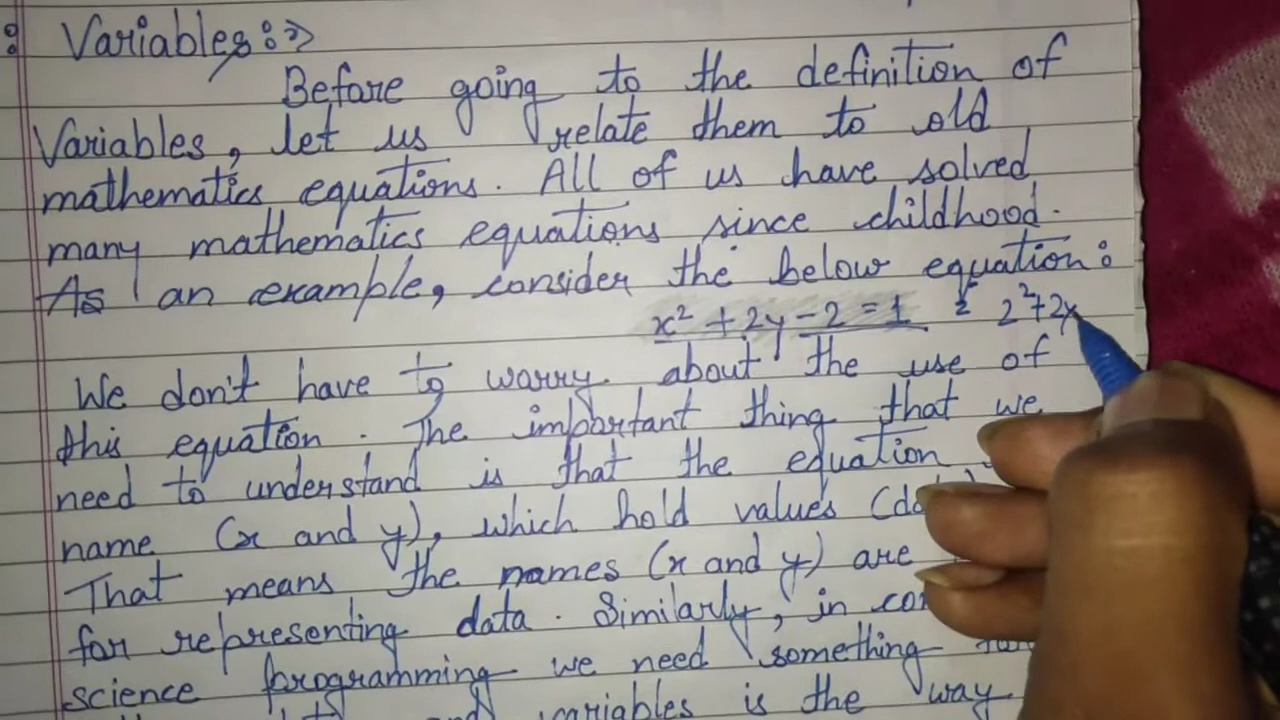 Variables:->
Before going to the definition of
Variables, let us relate them to old
mathematics equations. All of us have solved
many mathematics equations since childhood.
As an example, consider the below equation:
x² + 2y - 2 = 1 2²+2
We don't have to worry about the use of
this equation. The important thing that we
need to understand is that the equation
name (x and y), which hold values
That means the names (x and y) are
for representing data. Similarly, in
science programming we need something
variables is the way